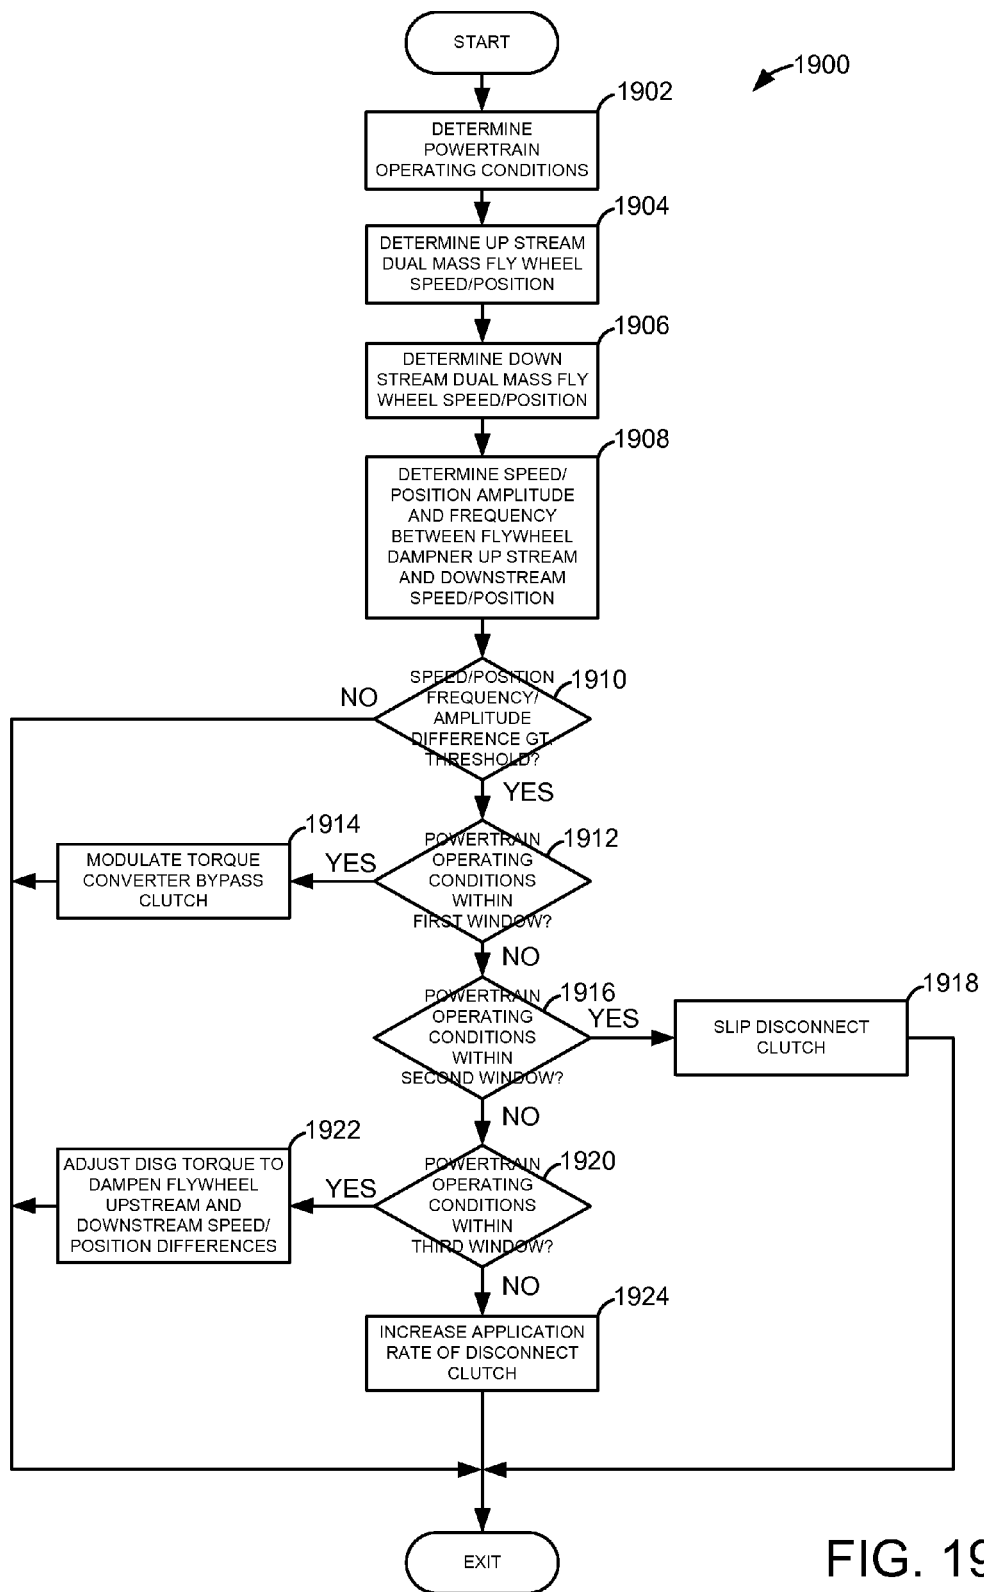 START
1900
1902
DETERMINE
POWERTRAIN
OPERATING CONDITIONS
1904
DETERMINE UP STREAM
DUAL MASS FLY WHEEL
SPEED/POSITION
1906
DETERMINE DOWN
STREAM DUAL MASS FLY
WHEEL SPEED/POSITION
1908
DETERMINE SPEED/
POSITION AMPLITUDE
AND FREQUENCY
BETWEEN FLYWHEEL
DAMPNER UP STREAM
AND DOWNSTREAM
SPEED/POSITION
1910
SPEED/POSITION
FREQUENCY/
AMPLITUDE
DIFFERENCE GT.
THRESHOLD?
NO
YES
1912
POWERTRAIN
OPERATING
CONDITIONS
WITHIN
FIRST WINDOW?
YES
1914
MODULATE TORQUE
CONVERTER BYPASS
CLUTCH
NO
1916
POWERTRAIN
OPERATING
CONDITIONS
WITHIN
SECOND WINDOW?
YES
1918
SLIP DISCONNECT
CLUTCH
NO
1920
POWERTRAIN
OPERATING
CONDITIONS
WITHIN
THIRD WINDOW?
YES
1922
ADJUST DISG TORQUE TO
DAMPEN FLYWHEEL
UPSTREAM AND
DOWNSTREAM SPEED/
POSITION DIFFERENCES
NO
1924
INCREASE APPLICATION
RATE OF DISCONNECT
CLUTCH
EXIT
FIG. 19